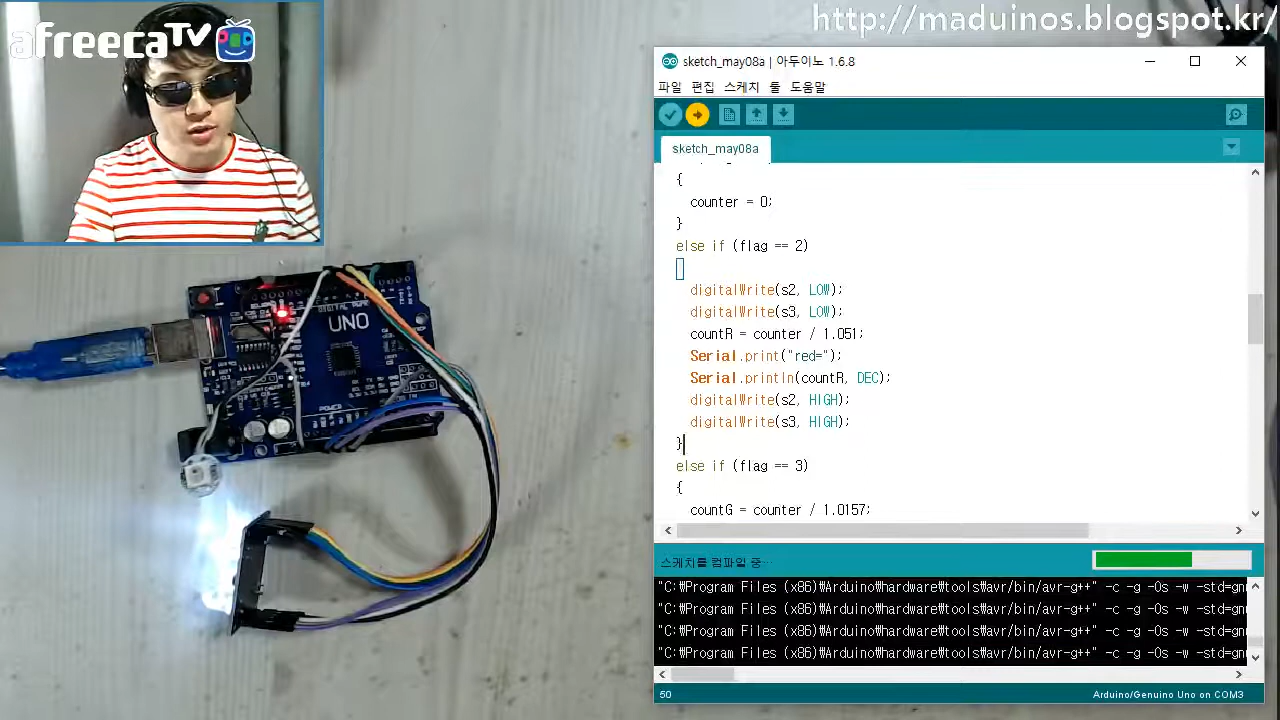 afreecaTV
http://maduinos.blogspot.kr/
sketch_may08a | 아두이노 1.6.8
파일 편집 스케치 툴 도움말
sketch_may08a
{
counter = 0;
}
else if (flag == 2)
digitalWrite(s2, LOW);
digitalWrite(s3, LOW);
countR = counter / 1.051;
Serial.print("red=");
Serial.println(countR, DEC);
digitalWrite(s2, HIGH);
digitalWrite(s3, HIGH);
}
else if (flag == 3)
{
countG = counter / 1.0157;
스케치를 컴파일 중…
"C:₩Program Files (x86)₩Arduino₩hardware₩tools₩avr/bin/avr-g++" -c -g -Os -w -std=gn
"C:₩Program Files (x86)₩Arduino₩hardware₩tools₩avr/bin/avr-g++" -c -g -Os -w -std=gn
"C:₩Program Files (x86)₩Arduino₩hardware₩tools₩avr/bin/avr-g++" -c -g -Os -w -std=gn
"C:₩Program Files (x86)₩Arduino₩hardware₩tools₩avr/bin/avr-g++" -c -g -Os -w -std=gn
50
Arduino/Genuino Uno on COM3
UNO
POWER